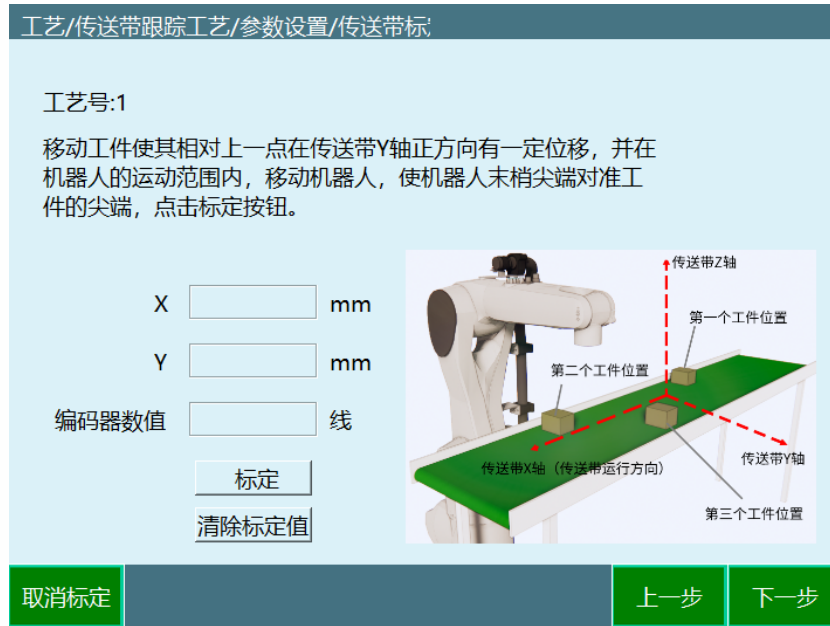 工艺/传送带跟踪工艺/参数设置/传送带标
工艺号:1
移动工件使其相对上一点在传送带Y轴正方向有一定位移，并在
机器人的运动范围内，移动机器人，使机器人末梢尖端对准工
件的尖端，点击标定按钮。
X mm
Y mm
编码器数值 线
标定
清除标定值
传送带Z轴
第一个工件位置
第二个工件位置
传送带X轴（传送带运行方向）
传送带Y轴
第三个工件位置
取消标定 上一步 下一步